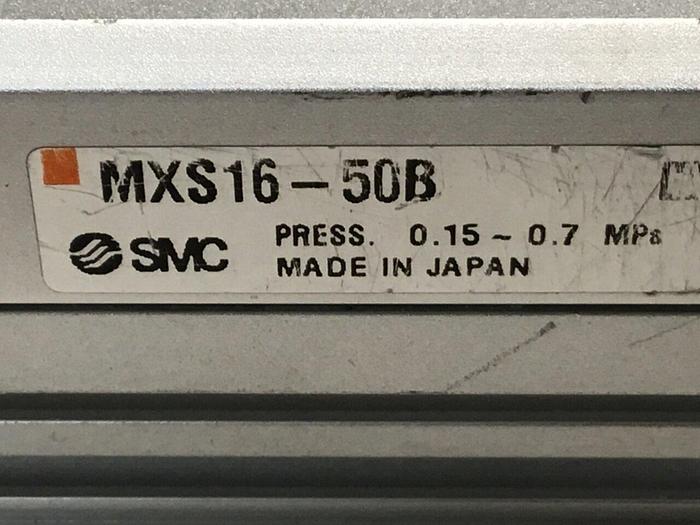 MXS16-50B
SMC
PRESS. 0.15~0.7 MPa
MADE IN JAPAN